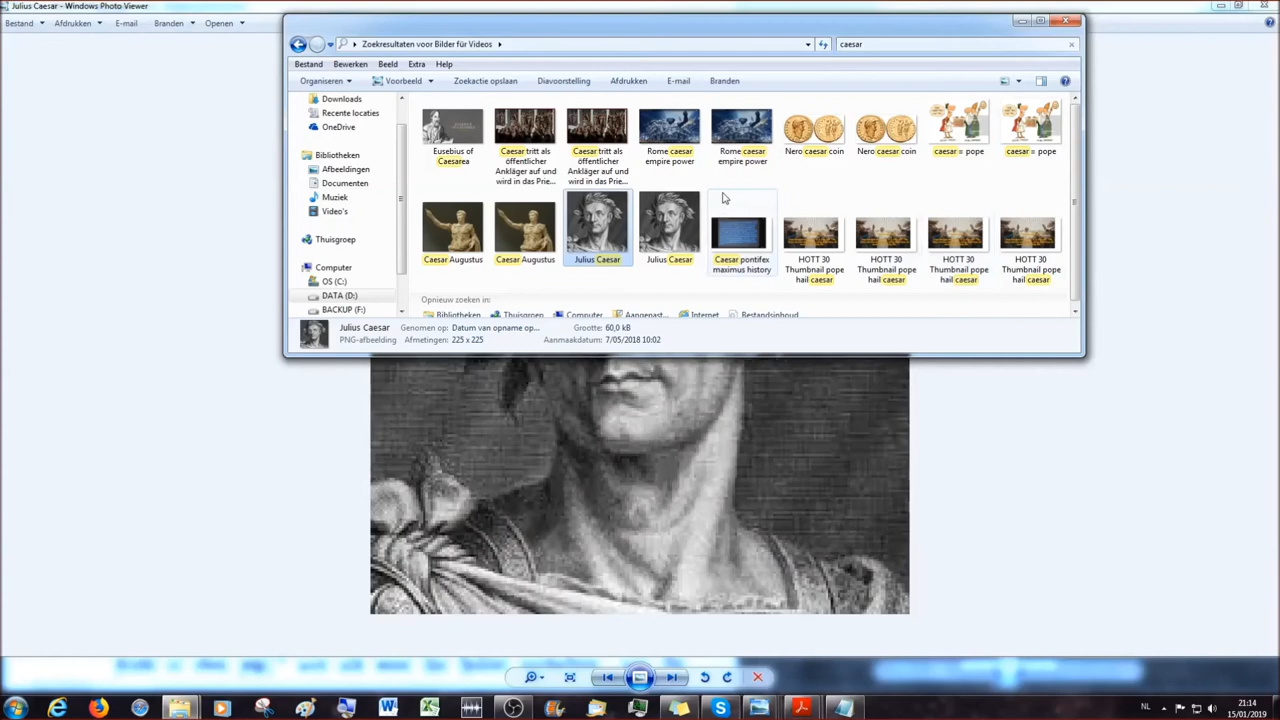 Julius Caesar - Windows Photo Viewer
Bestand Afdrukken E-mail Branden Openen
Zoekresultaten voor Bilder für Videos
caesar
Bestand Bewerken Beeld Extra Help
Organiseren Voorbeeld Zoekactie opslaan Diavoorstelling Afdrukken E-mail Branden
Downloads
Recente locaties
OneDrive
Bibliotheken
Afbeeldingen
Documenten
Muziek
Video's
Thuisgroep
Computer
OS (C:)
DATA (D:)
BACKUP (F:)
Eusebius of
Caesarea
Caesar tritt als
öffentlicher
Ankläger auf und
wird in das Prie...
Caesar tritt als
öffentlicher
Ankläger auf und
wird in das Prie...
Rome caesar
empire power
Rome caesar
empire power
Nero caesar coin
Nero caesar coin
caesar = pope
caesar = pope
Caesar Augustus
Caesar Augustus
Julius Caesar
Julius Caesar
Caesar pontifex
maximus history
HOTT 30
Thumbnail pope
hail caesar
HOTT 30
Thumbnail pope
hail caesar
HOTT 30
Thumbnail pope
hail caesar
HOTT 30
Thumbnail pope
hail caesar
Opnieuw zoeken in:
Bibliotheken Thuisgroep Computer Aangepast... Internet Bestandsinhoud
Julius Caesar Genomen op: Datum van opname op... Grootte: 60,0 kB
PNG-afbeelding Afmetingen: 225 x 225 Aanmaakdatum: 7/05/2018 10:02
NL
21:14
15/01/2019